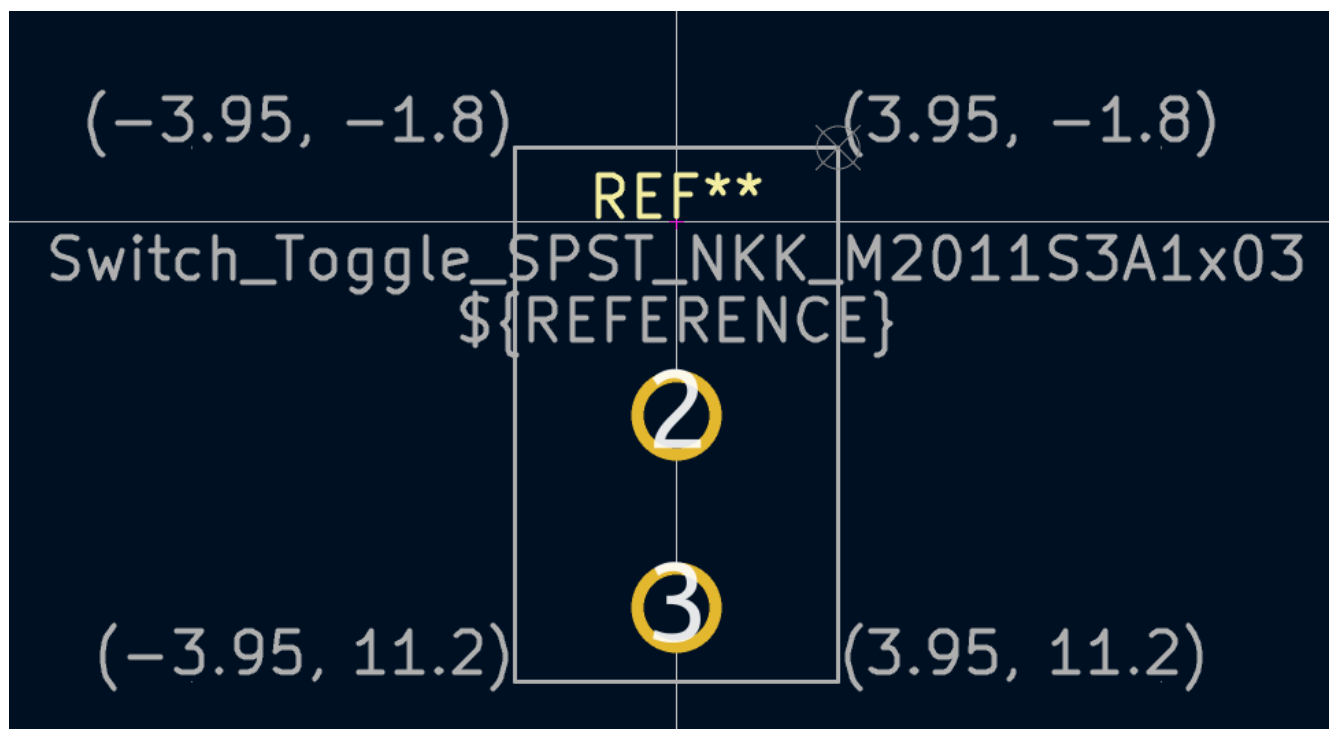 (-3.95, -1.8) (3.95, -1.8)
REF**
Switch_Toggle_SPST_NKK_M2011S3A1x03
${REFERENCE}
2
3
(-3.95, 11.2) (3.95, 11.2)